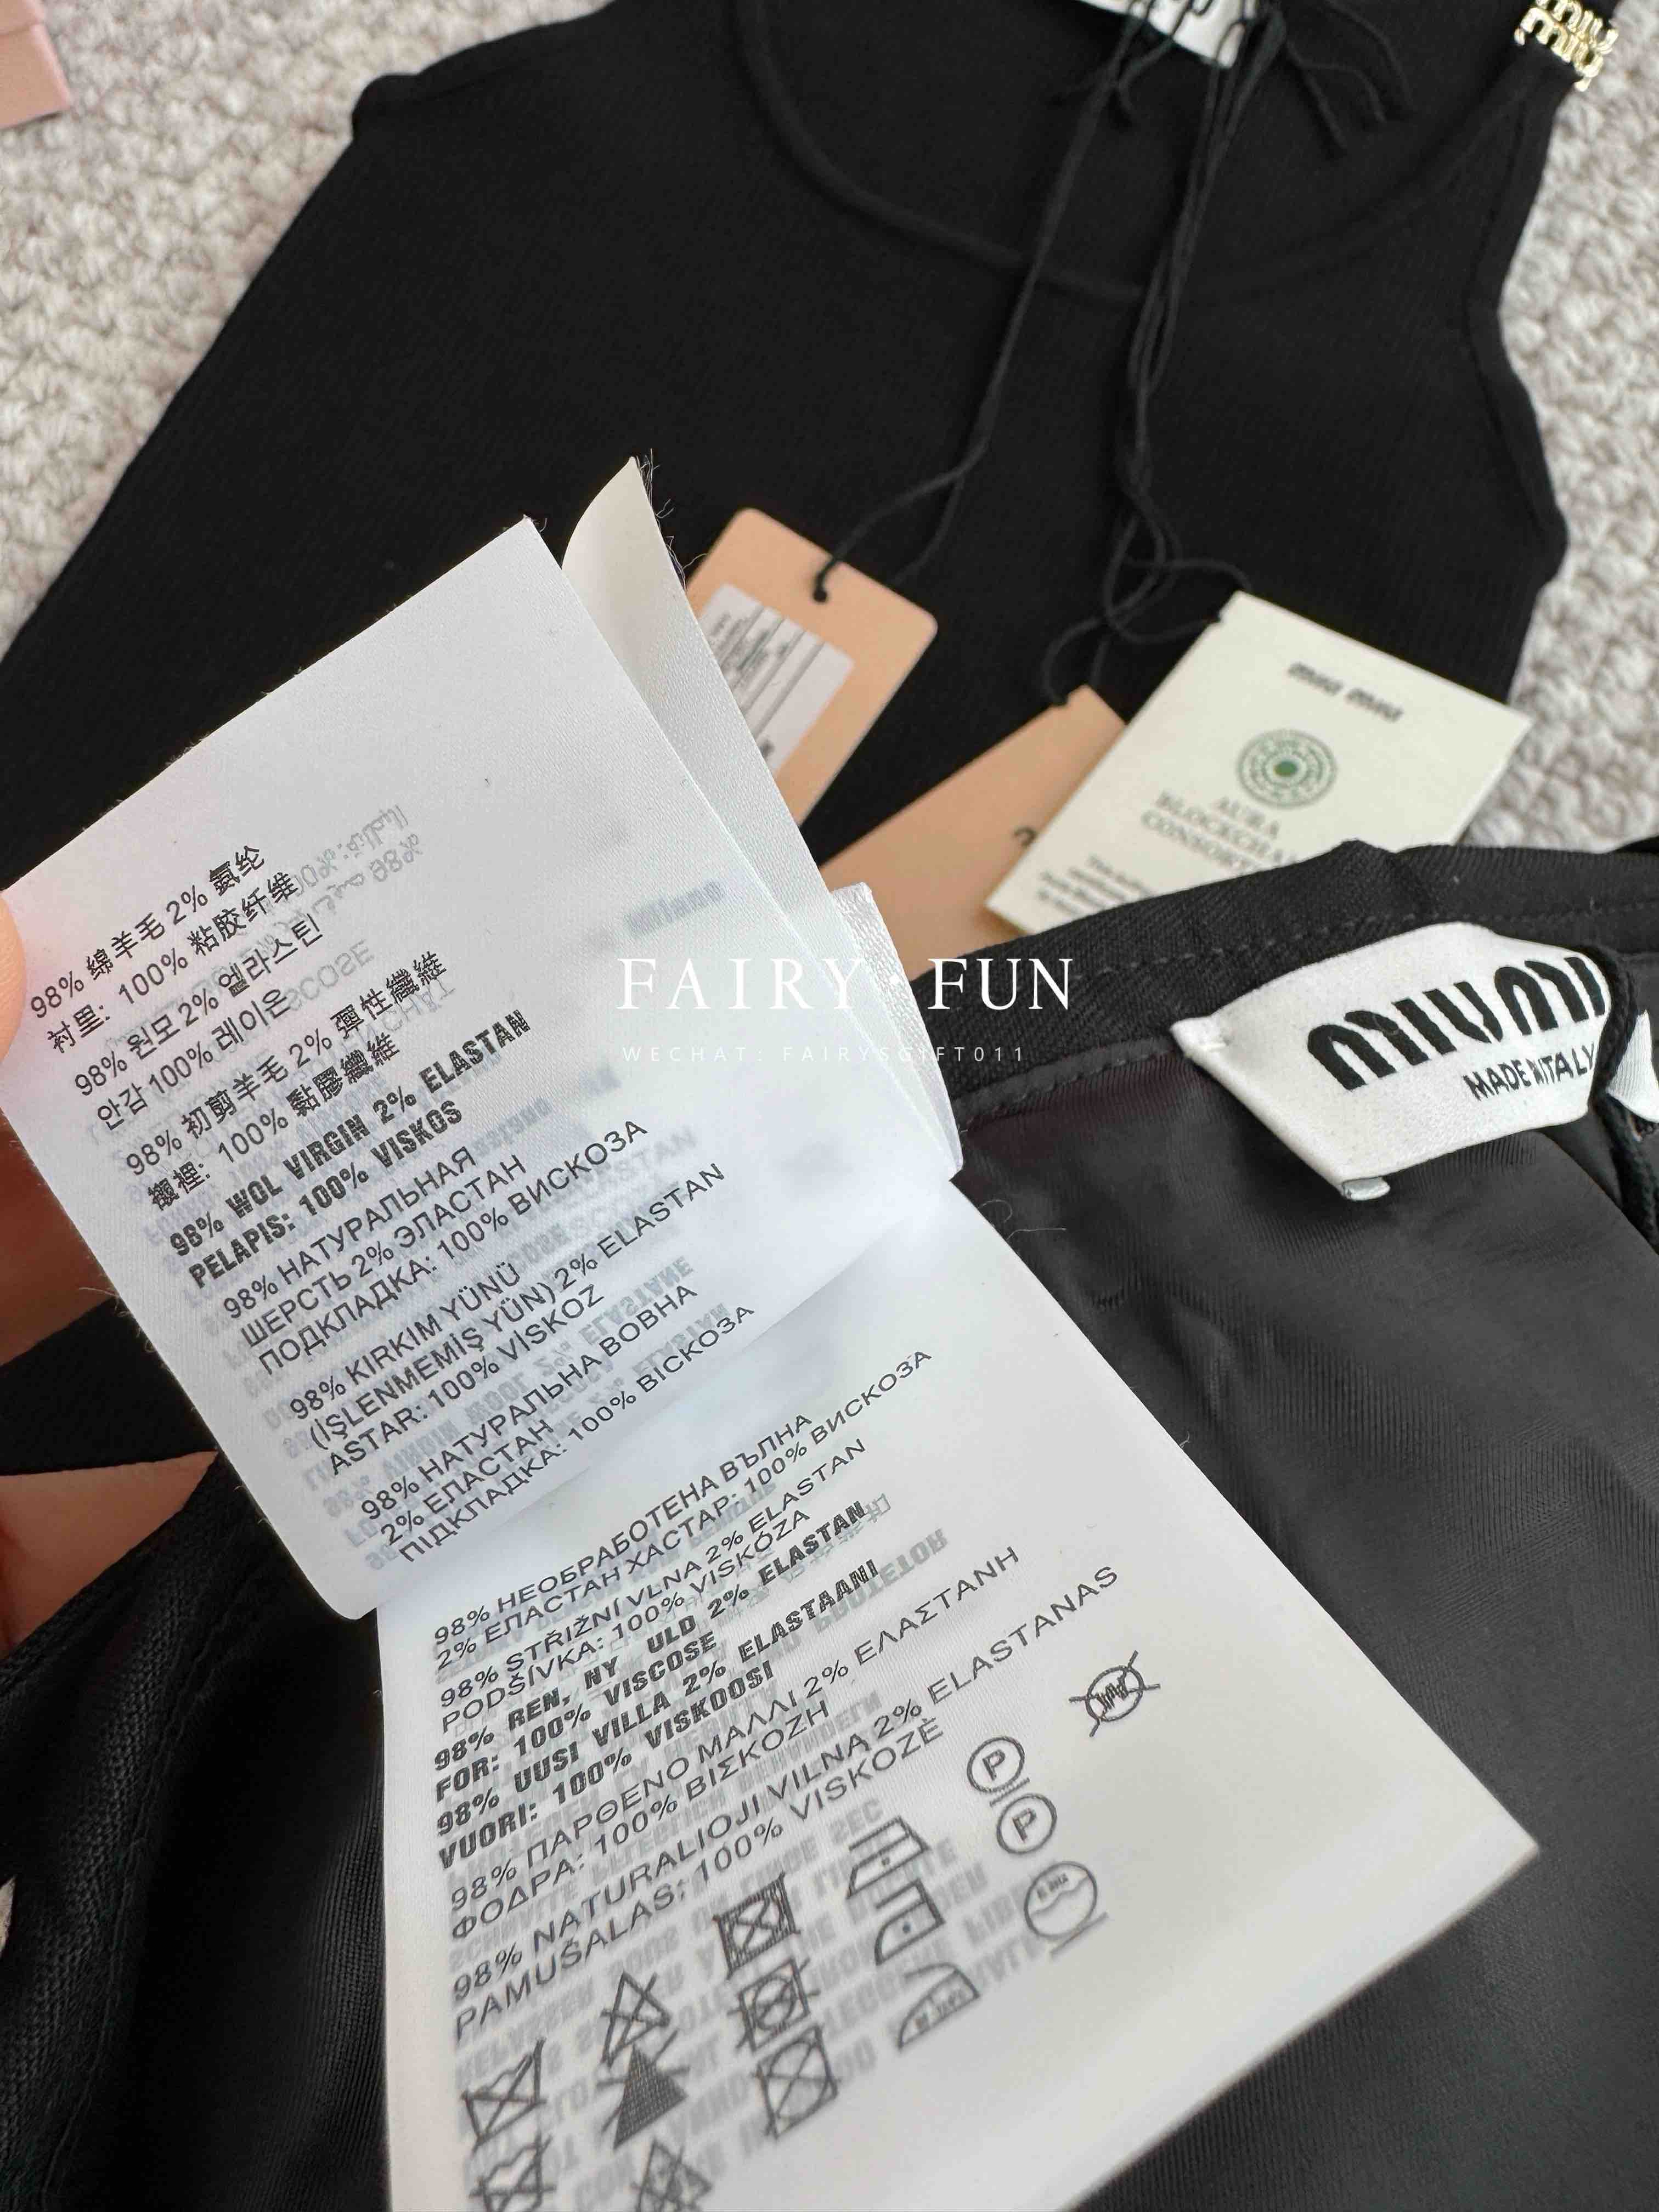 miu
miu
miu miu
AURA
BLOCKCHAI
CONSORT
MIU MI
MADE IN ITALY
FAIRY FUN
WECHAT: FAIRYSGIFT011
98% 绵羊毛 2% 氨纶
衬里: 100% 粘胶纤维
98% 원모 2% 엘라스틴
안감 100% 레이온
98% 初剪羊毛 2% 彈性纖維
襯裡: 100% 黏膠纖維
98% WOL VIRGIN 2% ELASTAN
PELAPIS: 100% VISKOS
98% НАТУРАЛЬНАЯ
ШЕРСТЬ 2% ЭЛАСТАН
ПОДКЛАДКА: 100% ВИСКОЗА
98% KIRKIM YÜNÜ
(İŞLENMEMİŞ YÜN) 2% ELASTAN
ASTAR: 100% VİSKOZ
98% НАТУРАЛЬНА ВОВНА
2% ЕЛАСТАН
ПІДКЛАДКА: 100% ВІСКОЗА
98% НЕОБРАБОТЕНА ВЪЛНА
2% ЕЛАСТАН ХАСТАР: 100% ВИСКОЗА
98% STŘIŽNÍ VLNA 2% ELASTAN
PODŠÍVKA: 100% VISKÓZA
98% REN, NY ULD 2% ELASTAN
FOR: 100% VISCOSE
98% UUSI VILLA 2% ELASTAANI
VUORI: 100% VISKOOSI
98% ΠΑΡΘΕΝΟ ΜΑΛΛΙ 2% ΕΛΑΣΤΑΝΗ
ΦΟΔΡΑ: 100% ΒΙΣΚΟΖΗ
98% NATURALIOJI VILNA 2% ELASTANAS
PAMUŠALAS: 100% VISKOZĖ
P
P